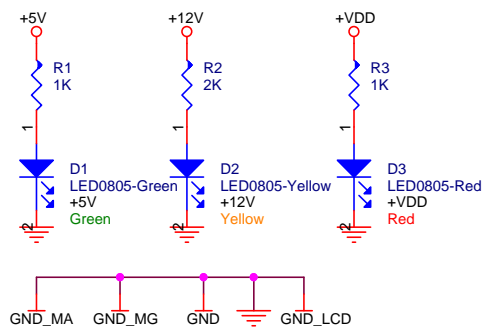 +5V
+12V
+VDD
R1
1K
R2
2K
R3
1K
1
1
1
D1
LED0805-Green
+5V
Green
D2
LED0805-Yellow
+12V
Yellow
D3
LED0805-Red
+VDD
Red
2
2
2
GND_MA
GND_MG
GND
GND_LCD